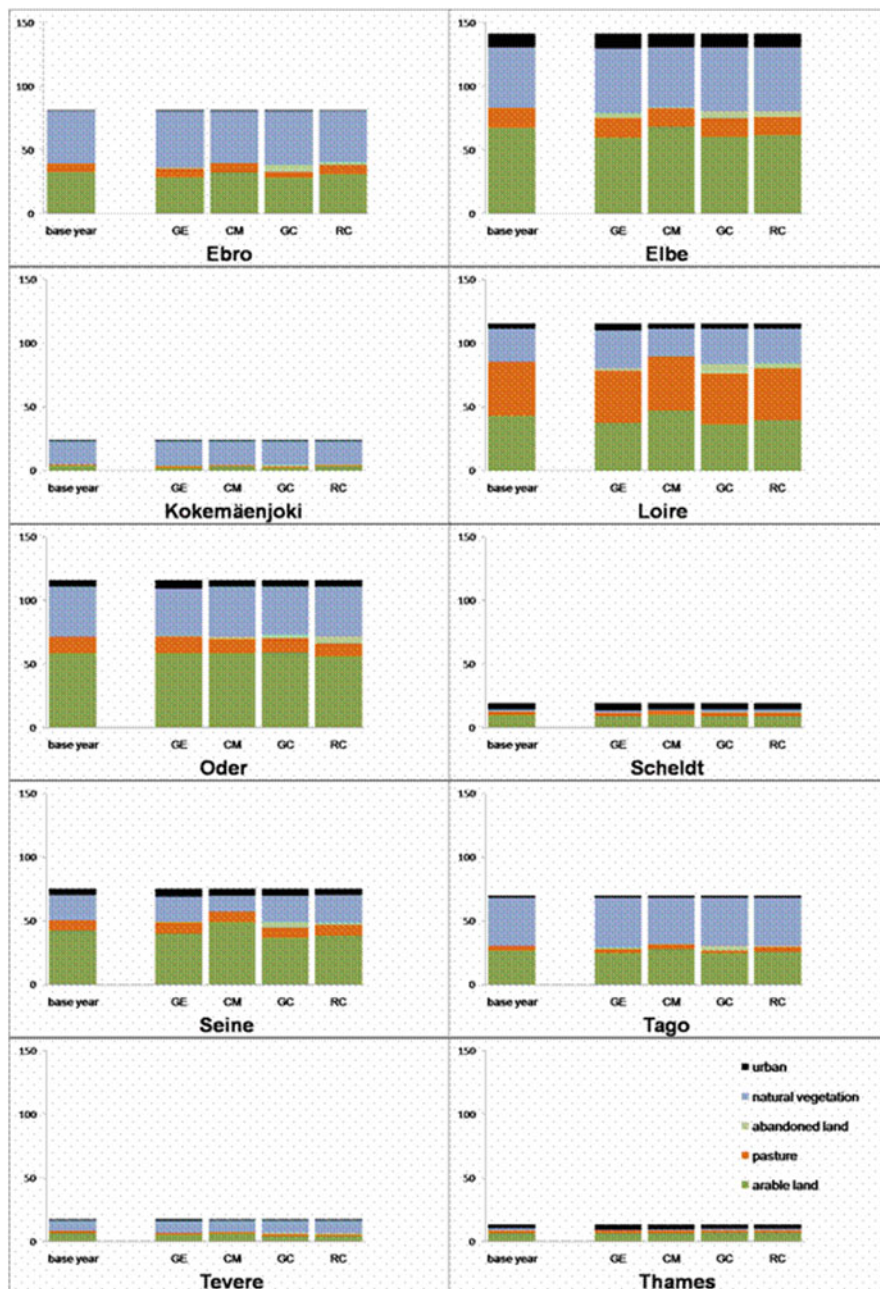 150
100
50
0
base year GE CM GC RC
Ebro
150
100
50
0
base year GE CM GC RC
Elbe
150
100
50
0
base year GE CM GC RC
Kokemäenjoki
150
100
50
0
base year GE CM GC RC
Loire
150
100
50
0
base year GE CM GC RC
Oder
150
100
50
0
base year GE CM GC RC
Scheldt
150
100
50
0
base year GE CM GC RC
Seine
150
100
50
0
base year GE CM GC RC
Tago
150
100
50
0
base year GE CM GC RC
Tevere
150
100
50
0
urban
natural vegetation
abandoned land
pasture
arable land
base year GE CM GC RC
Thames